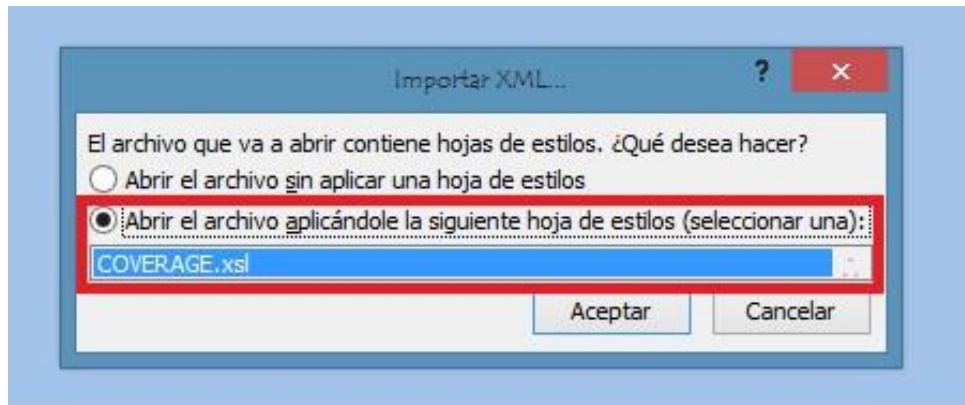 Importar XML...
?
×
El archivo que va a abrir contiene hojas de estilos. ¿Qué desea hacer?
Abrir el archivo sin aplicar una hoja de estilos
Abrir el archivo aplicándole la siguiente hoja de estilos (seleccionar una):
COVERAGE.xsl
Aceptar Cancelar